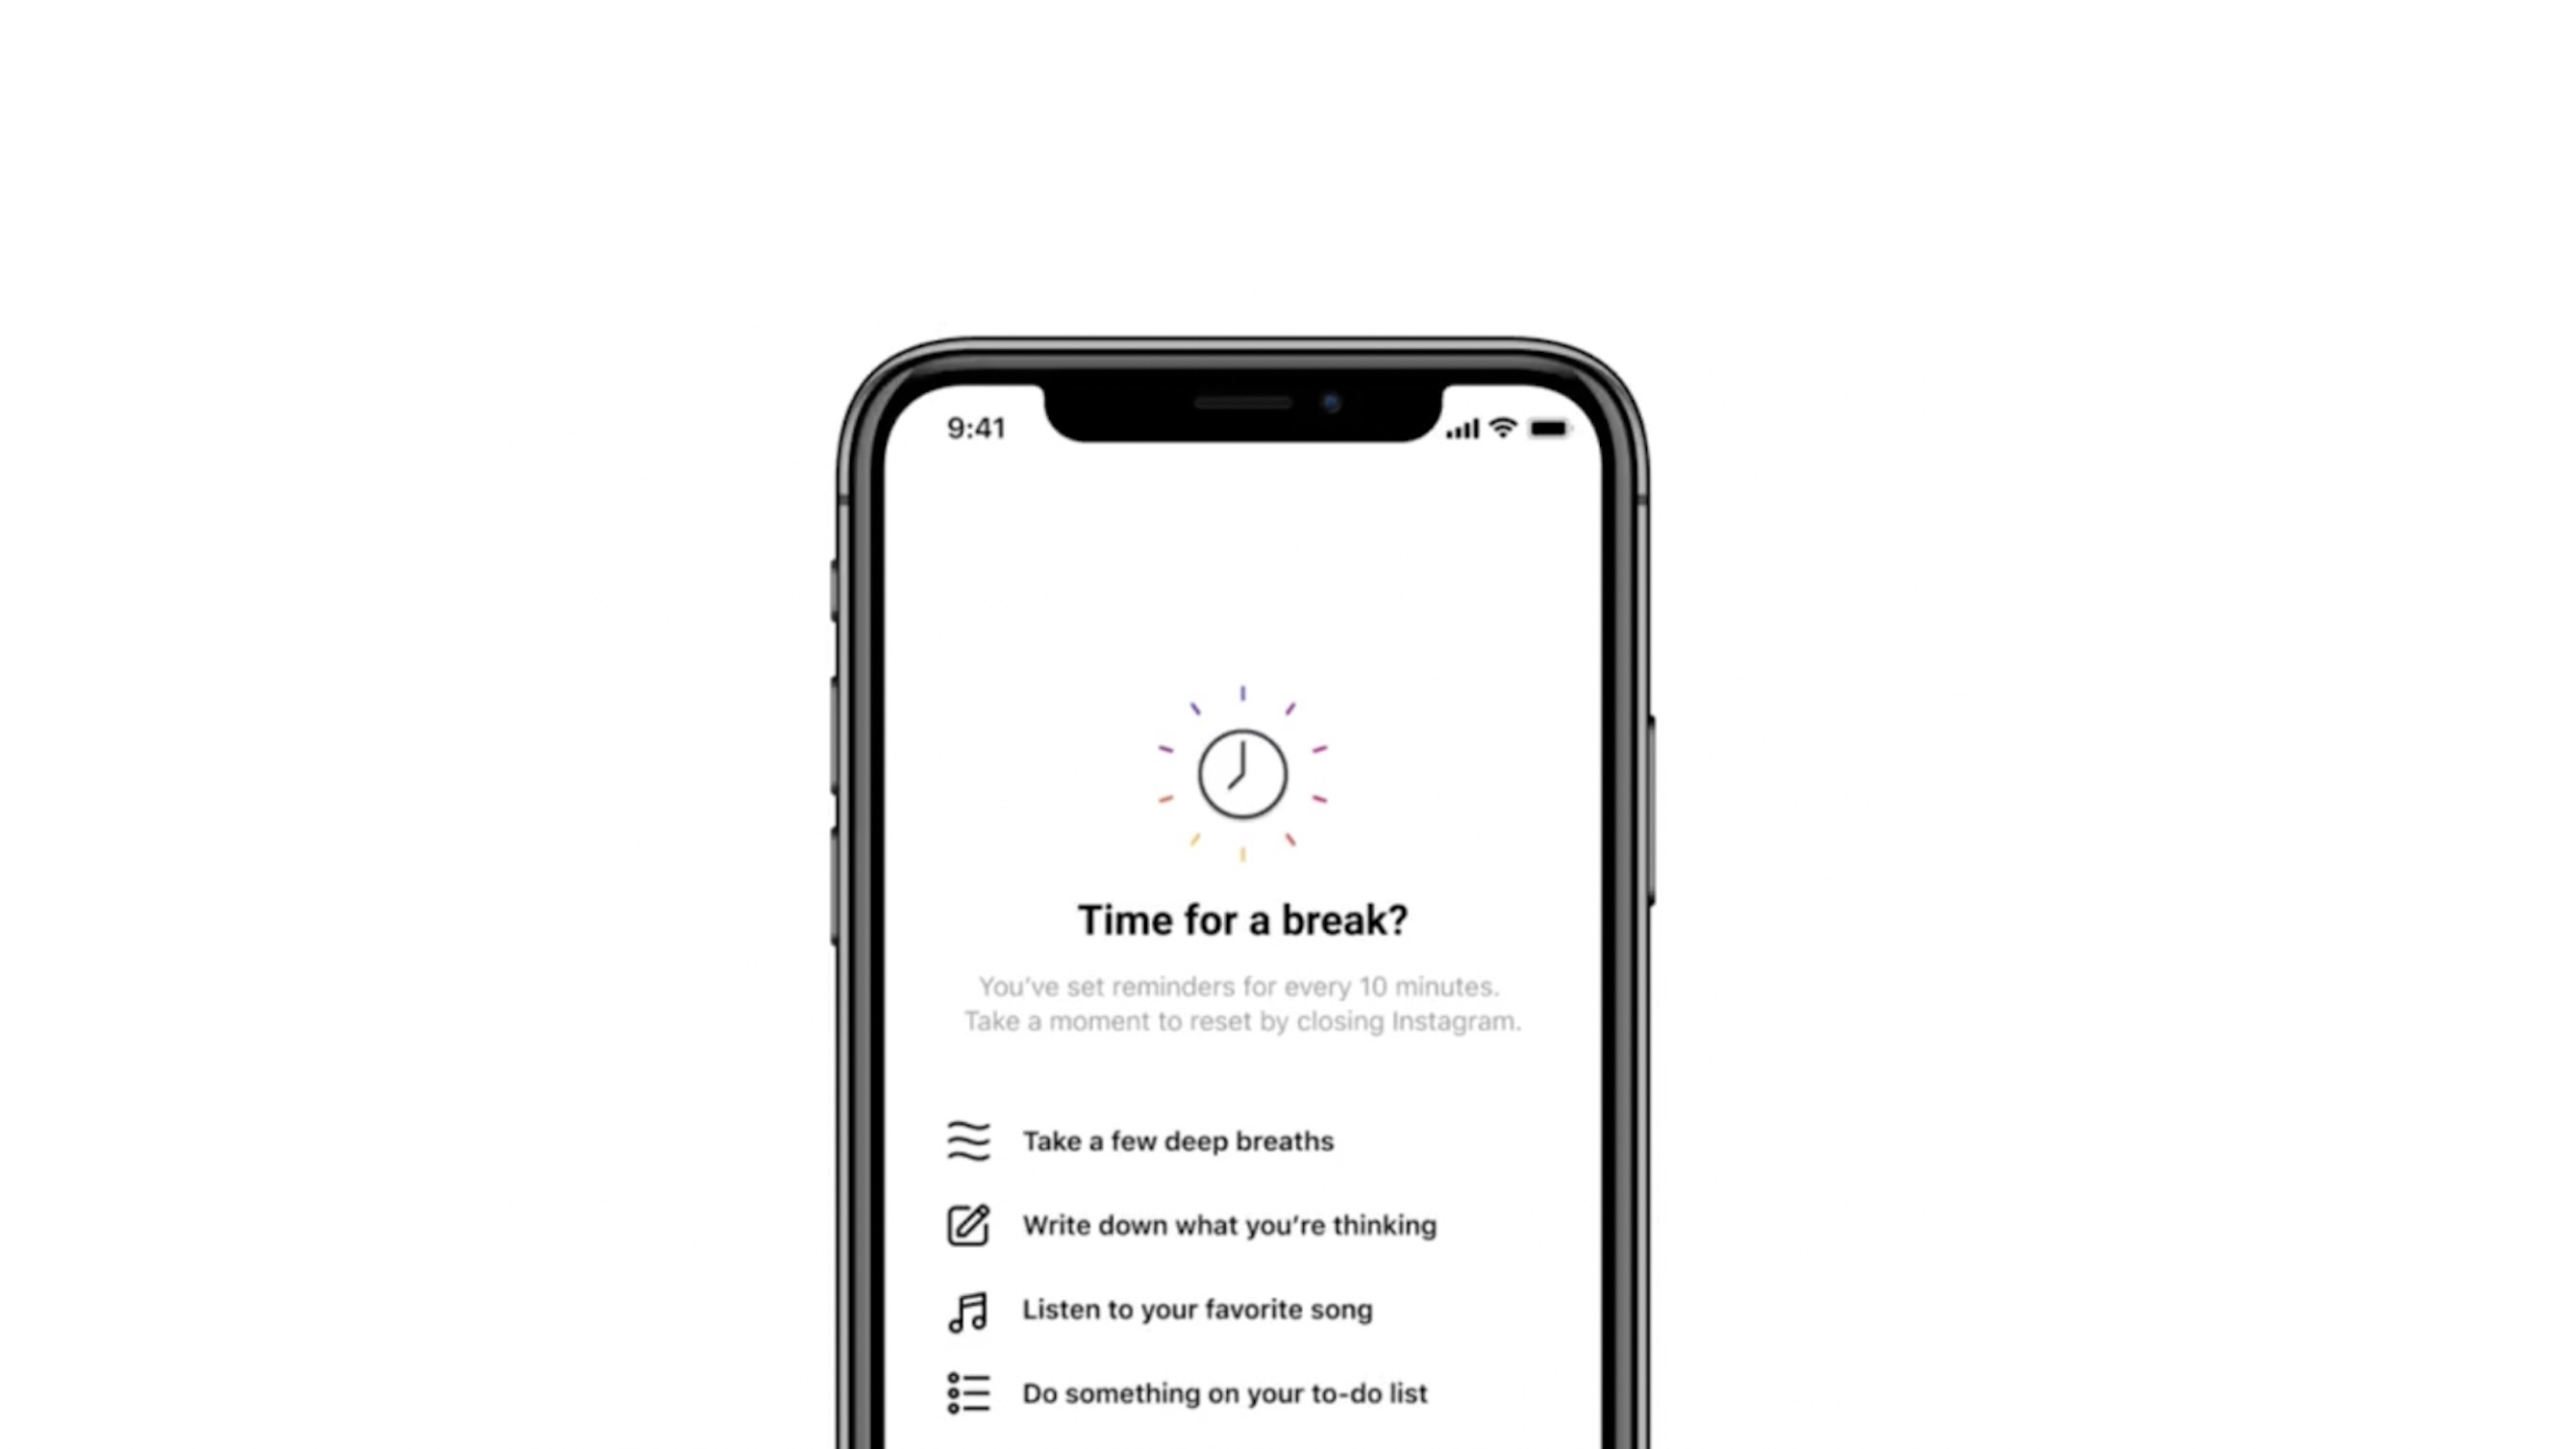 9:41
Time for a break?
You’ve set reminders for every 10 minutes.
Take a moment to reset by closing Instagram.
Take a few deep breaths
Write down what you’re thinking
Listen to your favorite song
Do something on your to-do list